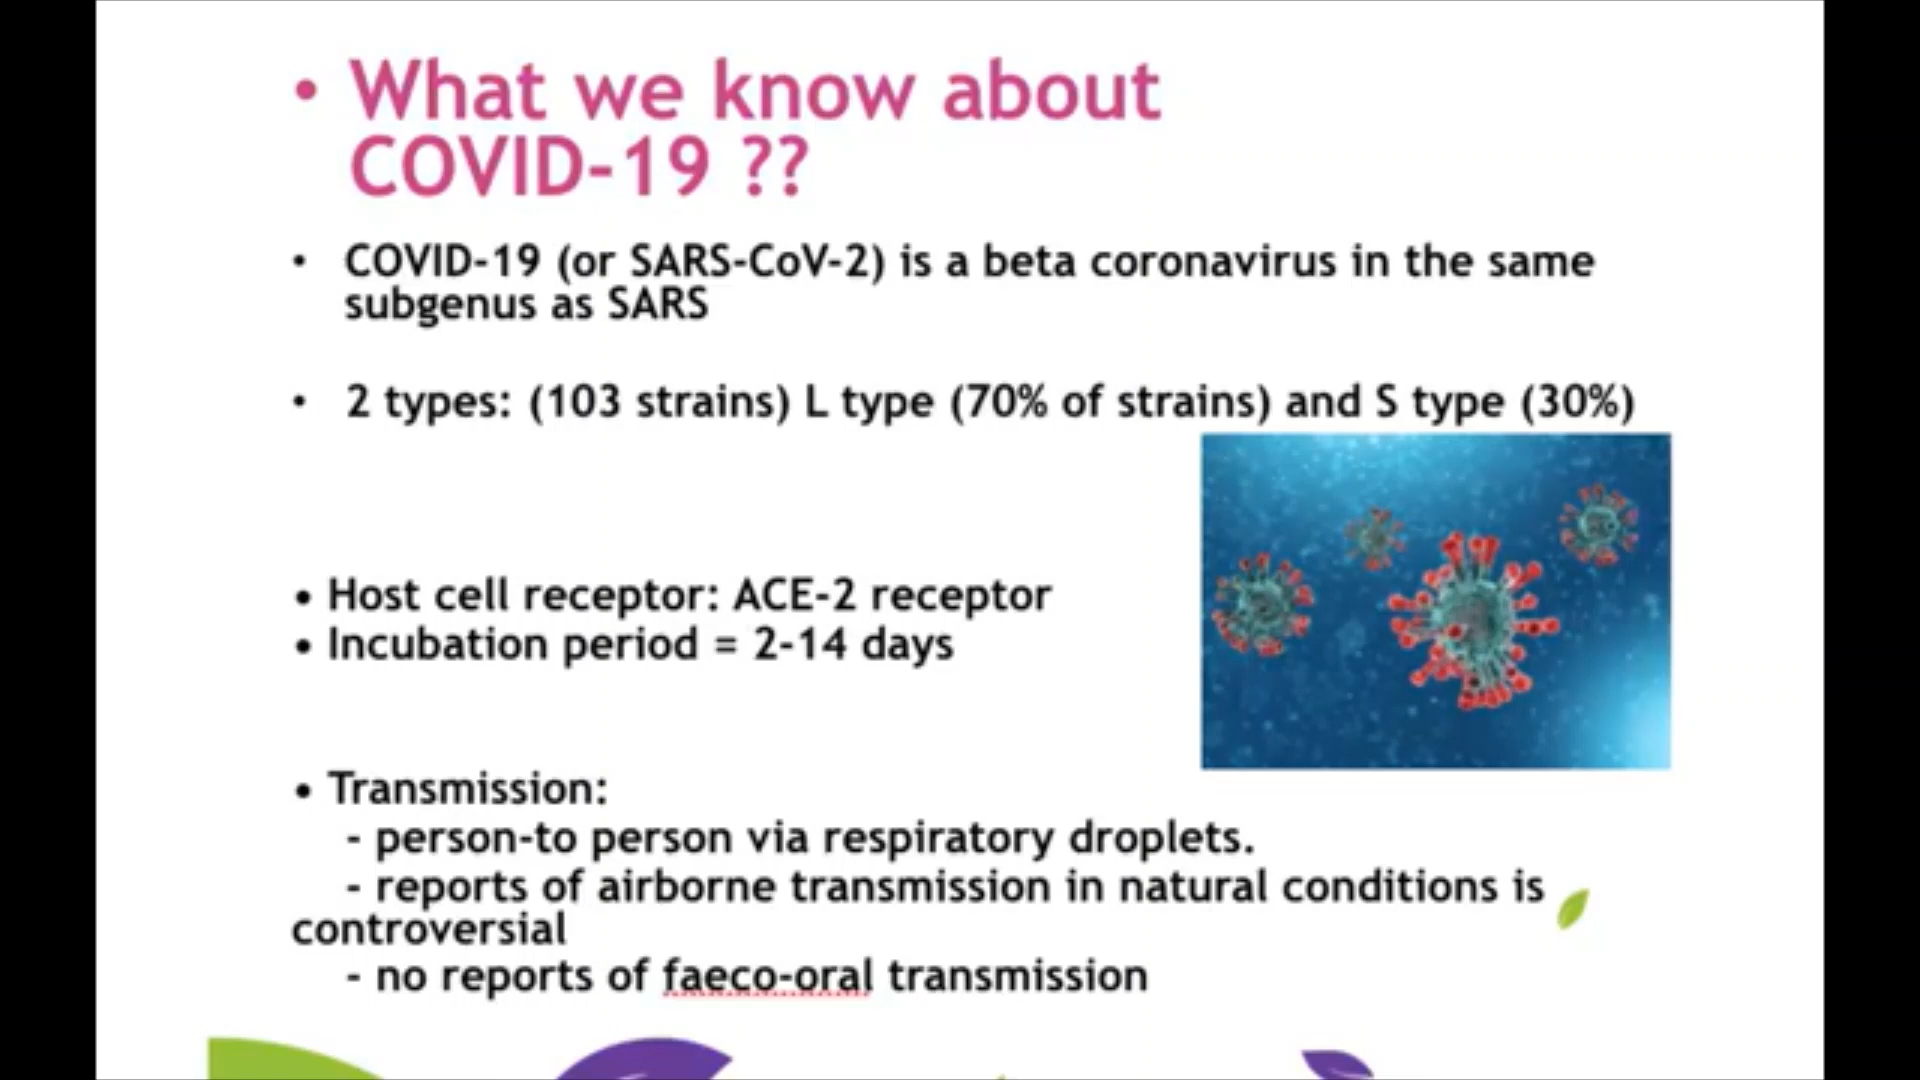 • What we know about
COVID-19 ??
• COVID-19 (or SARS-CoV-2) is a beta coronavirus in the same
subgenus as SARS
• 2 types: (103 strains) L type (70% of strains) and S type (30%)
• Host cell receptor: ACE-2 receptor
• Incubation period = 2-14 days
• Transmission:
- person-to person via respiratory droplets.
- reports of airborne transmission in natural conditions is
controversial
- no reports of faeco-oral transmission